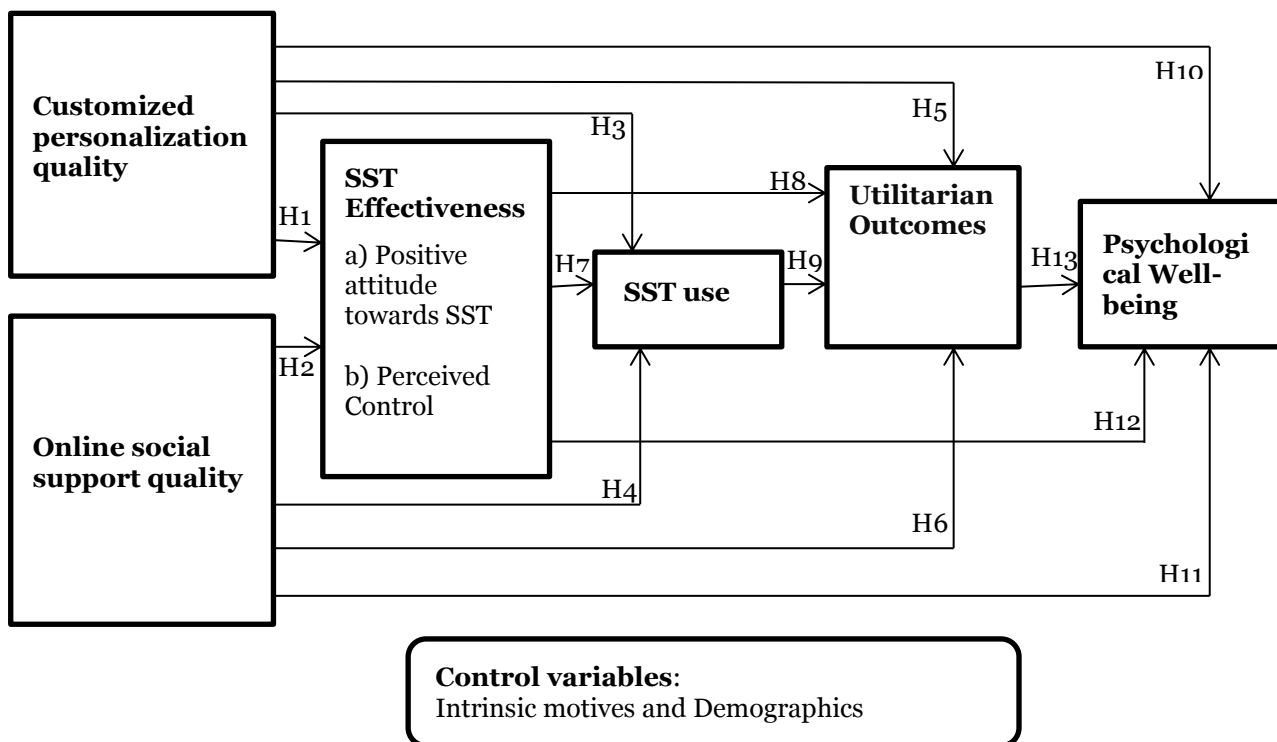 H10
Customized
personalization
quality
H5
H3
SST
Effectiveness
a) Positive
attitude
towards SST
b) Perceived
Control
H1
H8
Utilitarian
Outcomes
H7
SST use
H9
H13
Psychologi
cal Well-
being
H2
Online social
support quality
H12
H4
H6
H11
Control variables:
Intrinsic motives and Demographics